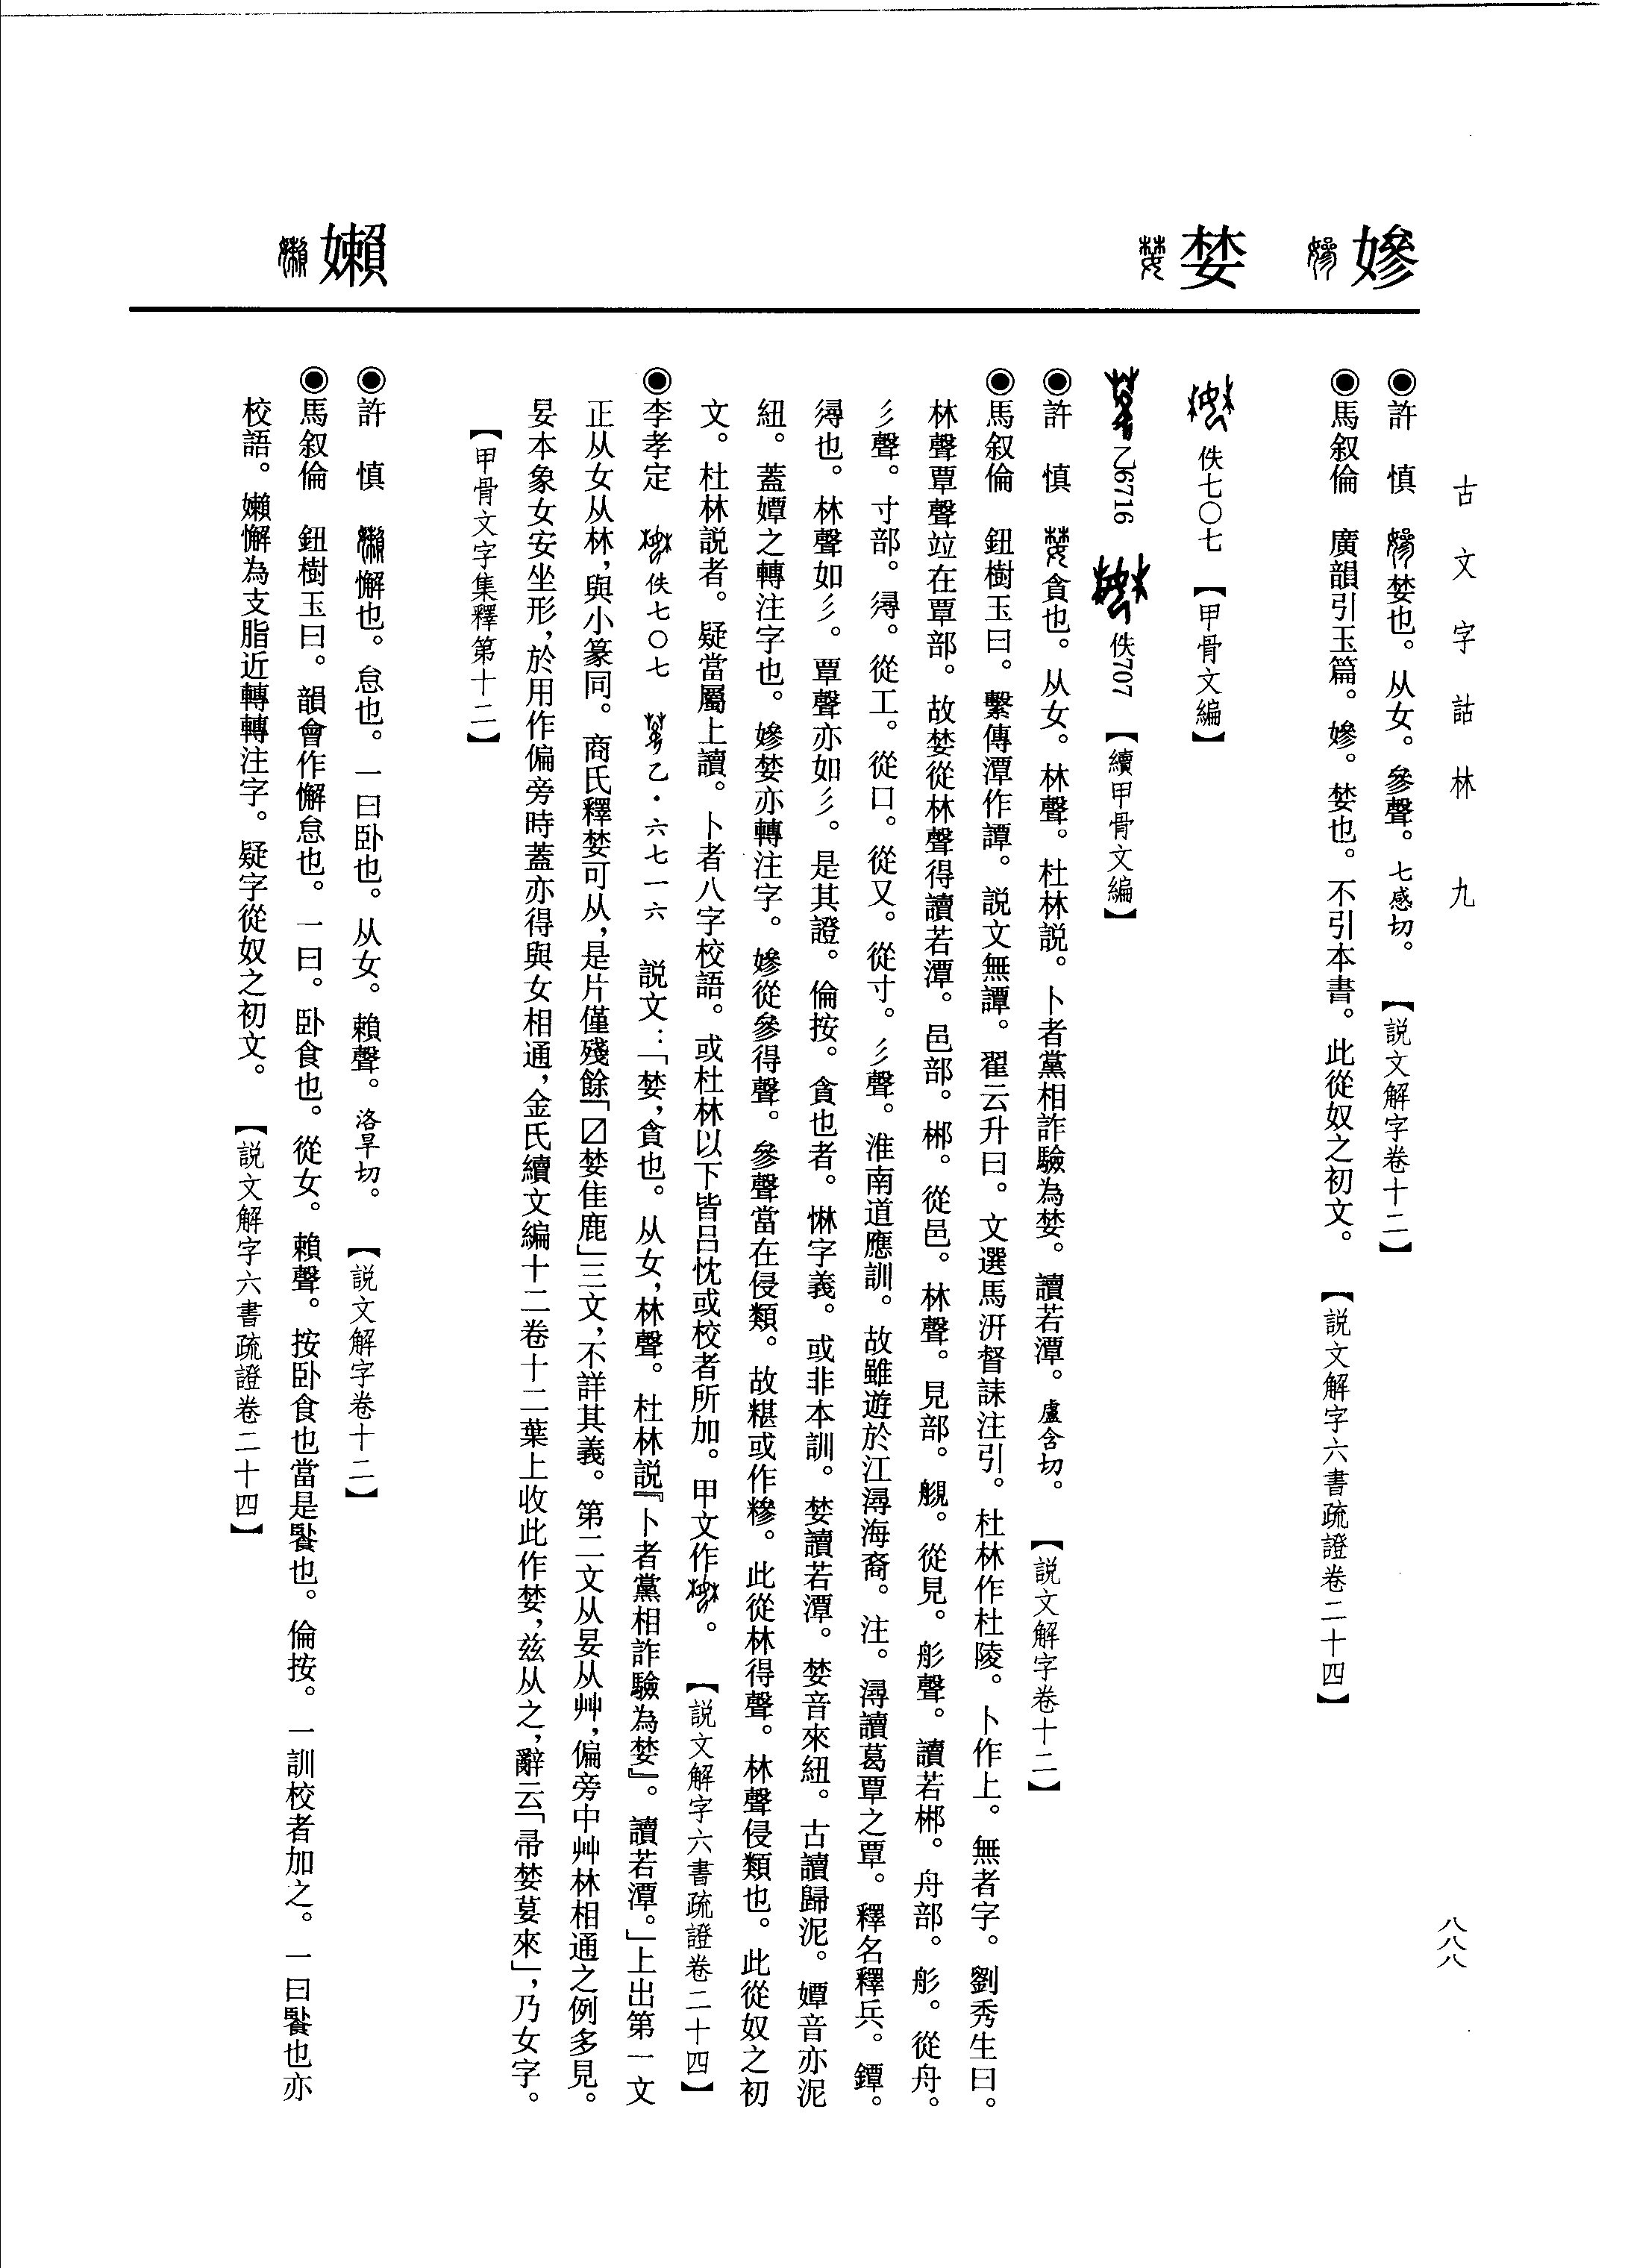 古文字詁林 九
八八八
嬸
婪
嬾
◉許 慎 婪也。从女。參聲。七感切。 【説文解字卷十二】
◉馬叙倫 廣韻引玉篇。嬸。婪也。不引本書。此從奴之初文。 【説文解字六書疏證卷二十四】
佚七〇七 【甲骨文編】
乙6716 佚707 【續甲骨文編】
◉許 慎 貪也。从女。林聲。杜林説。卜者黨相詐驗為婪。讀若潭。盧含切。 【説文解字卷十二】
◉馬叙倫 鈕樹玉曰。繫傳潭作譚。説文無譚。翟云升曰。文選馬汧督誄注引。杜林作杜陵。卜作上。無者字。劉秀生曰。
林聲覃聲竝在覃部。故婪從林聲得讀若潭。邑部。郴。從邑。林聲。見部。覙。從見。彤聲。讀若郴。舟部。彤。從舟。
彡聲。寸部。㝷。從工。從口。從又。從寸。彡聲。淮南道應訓。故雖遊於江潯海裔。注。潯讀葛覃之覃。釋名釋兵。鐔。
㝷也。林聲如彡。覃聲亦如彡。是其證。倫按。貪也者。惏字義。或非本訓。婪讀若潭。婪音來紐。古讀歸泥。嬋音亦泥
紐。蓋嬋之轉注字也。嬸婪亦轉注字。嬸從參得聲。參聲當在侵類。故糂或作糝。此從林得聲。林聲侵類也。此從奴之初
文。杜林説者。疑當屬上讀。卜者八字校語。或杜林以下皆呂忱或校者所加。甲文作。 【説文解字六書疏證卷二十四】
◉李孝定 佚七〇七 乙・六七一六 説文：「婪，貪也。从女，林聲。杜林説『卜者黨相詐驗為婪』。讀若潭。」上出第一文
正从女从林，與小篆同。商氏釋婪可从，是片僅殘餘「〼婪隹鹿」三文，不詳其義。第二文从妟从艸，偏旁中艸林相通之例多見。
妟本象女安坐形，於用作偏旁時蓋亦得與女相通，金氏續文編十二卷十二葉上收此作婪，兹从之，辭云「帚婪來」，乃女字。
【甲骨文字集釋第十二】
◉許 慎 懈也。怠也。一曰卧也。从女。賴聲。洛旱切。 【説文解字卷十二】
◉馬叙倫 鈕樹玉曰。韻會作懈怠也。一曰。卧食也。從女。賴聲。按卧食也當是也。倫按。一訓校者加之。一曰也亦
校語。嬾懈為支脂近轉轉注字。疑字從奴之初文。 【説文解字六書疏證卷二十四】